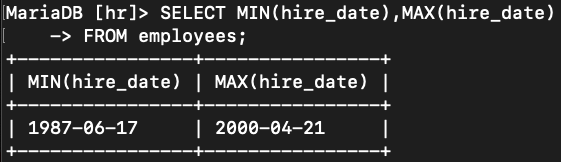 MariaDB [hr]> SELECT MIN(hire_date),MAX(hire_date)
    -> FROM employees;
+----------------+----------------+
| MIN(hire_date) | MAX(hire_date) |
+----------------+----------------+
| 1987-06-17     | 2000-04-21     |
+----------------+----------------+